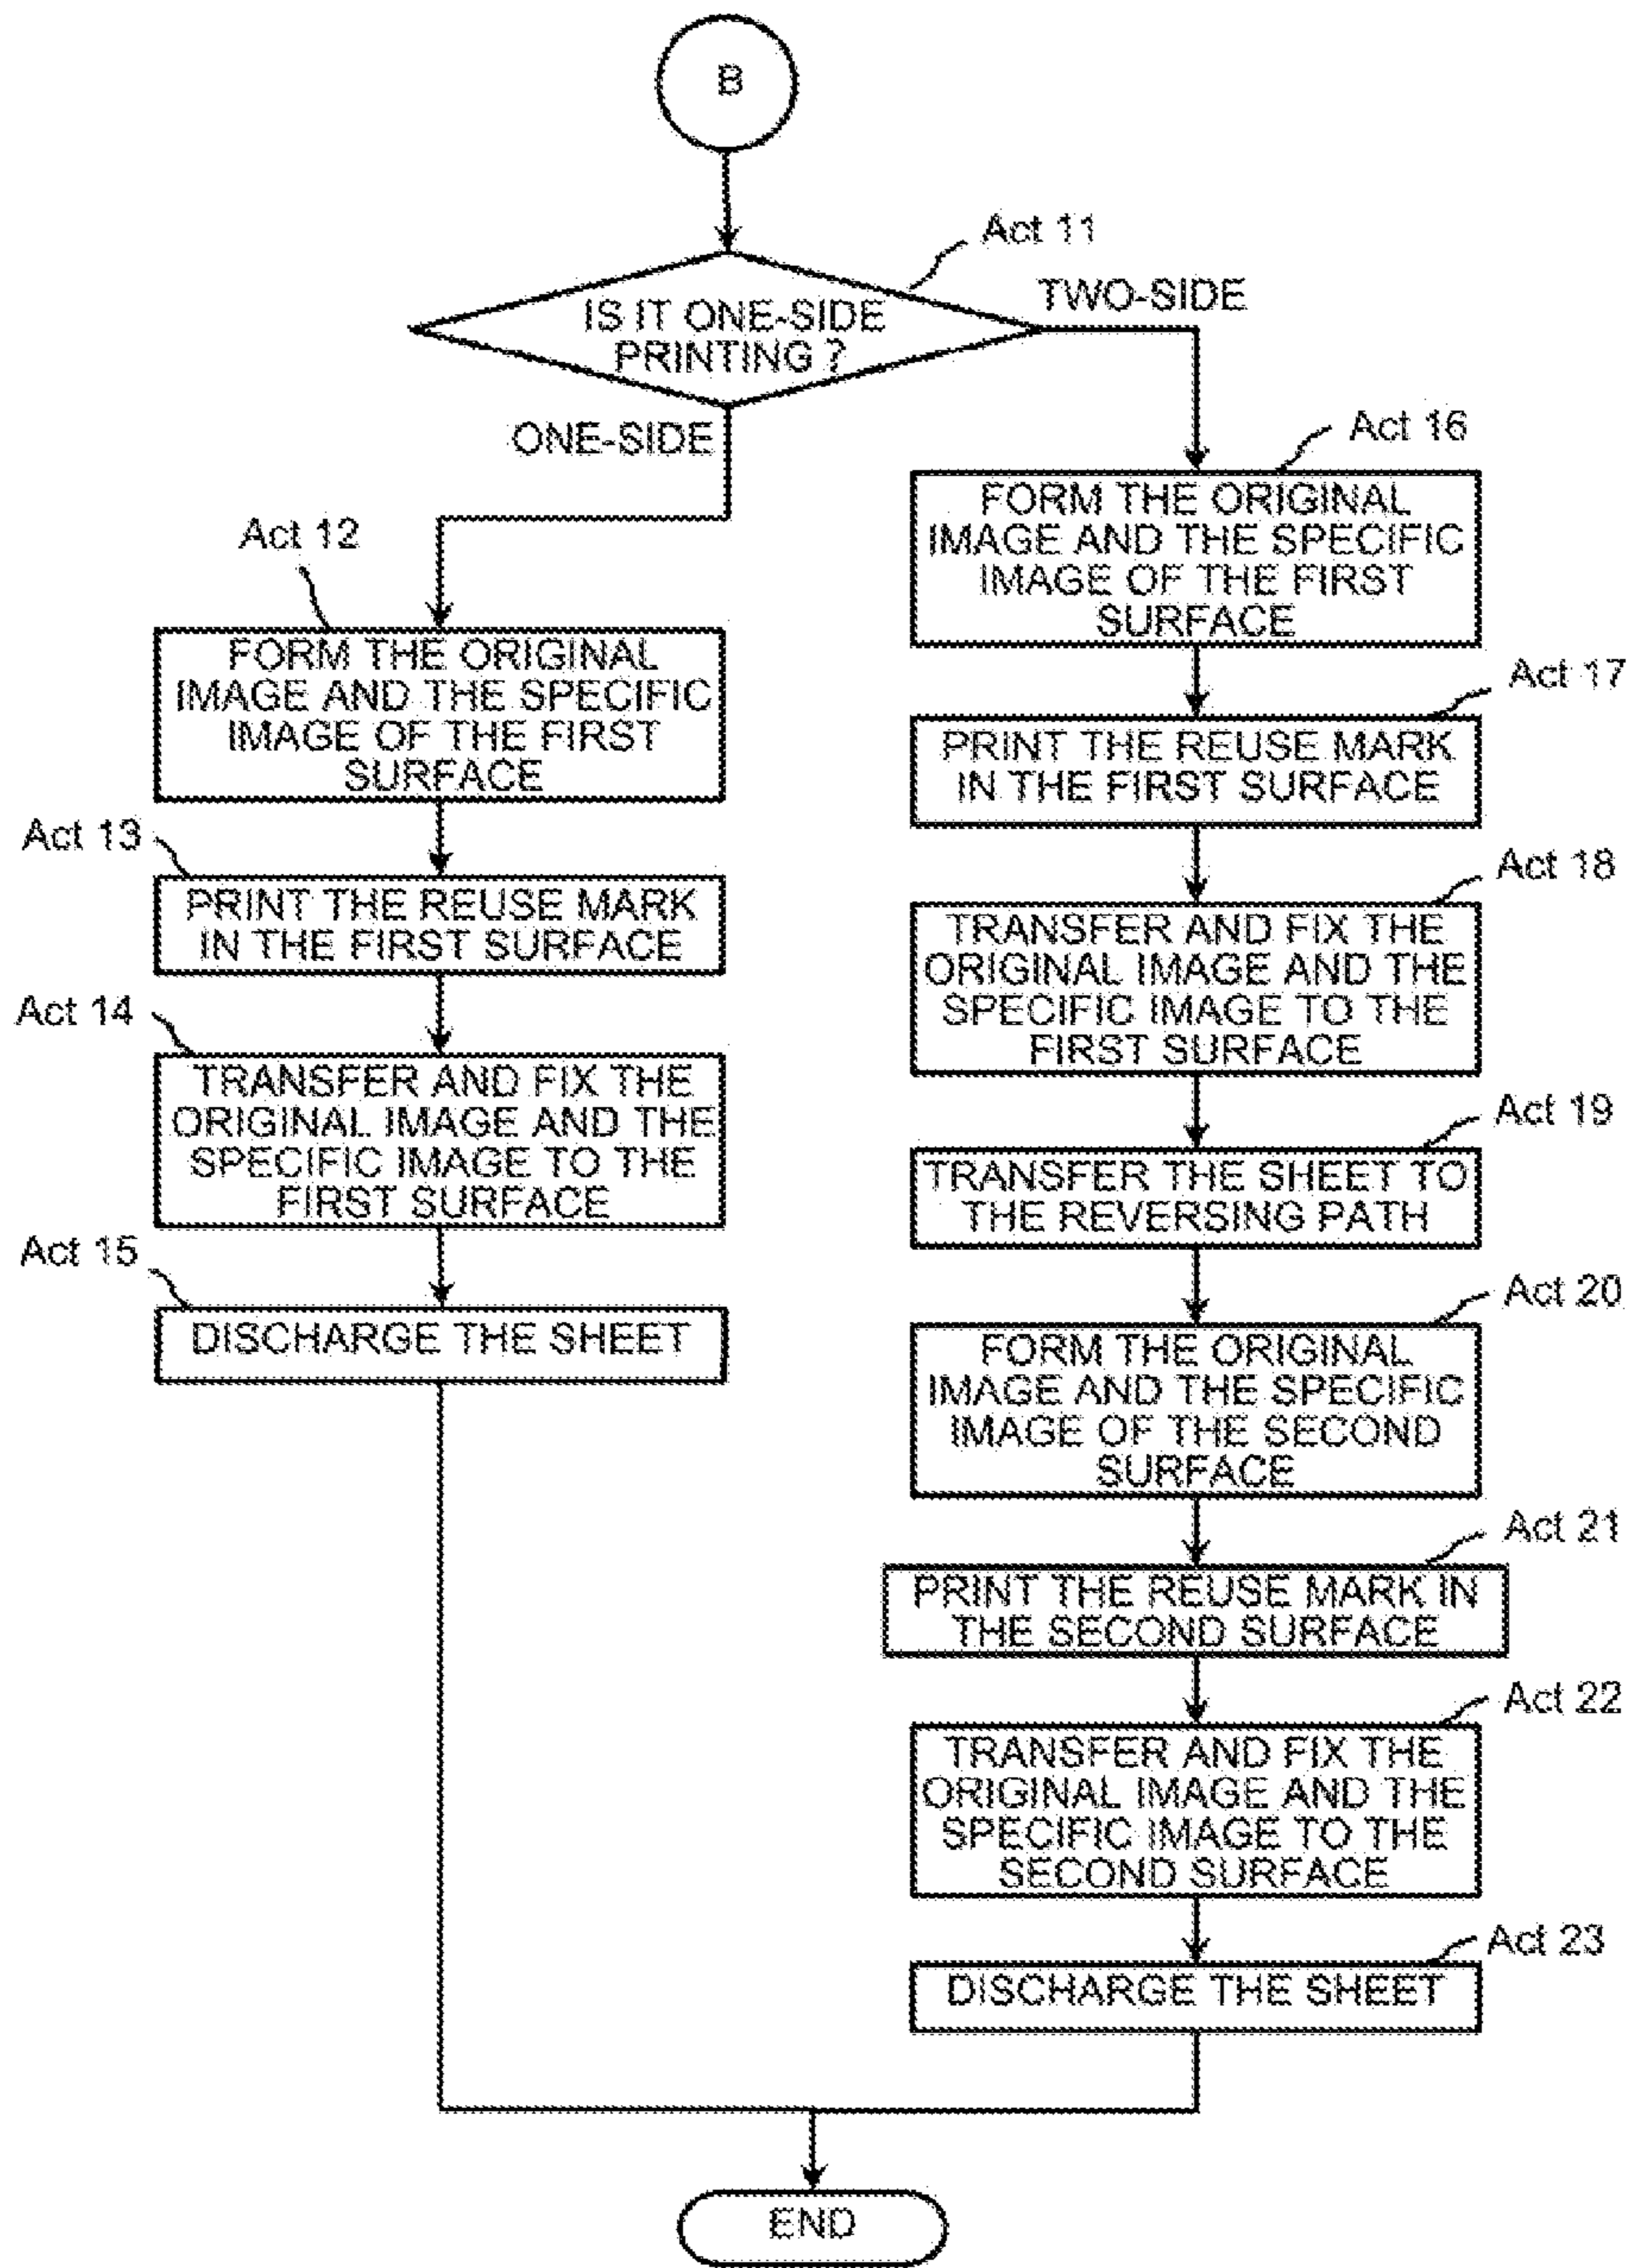 B
Act 11
IS IT ONE-SIDE
PRINTING ?
TWO-SIDE
ONE-SIDE
Act 12
FORM THE ORIGINAL
IMAGE AND THE SPECIFIC
IMAGE OF THE FIRST
SURFACE
Act 13
PRINT THE REUSE MARK
IN THE FIRST SURFACE
Act 14
TRANSFER AND FIX THE
ORIGINAL IMAGE AND THE
SPECIFIC IMAGE TO THE
FIRST SURFACE
Act 15
DISCHARGE THE SHEET
Act 16
FORM THE ORIGINAL
IMAGE AND THE SPECIFIC
IMAGE OF THE FIRST
SURFACE
Act 17
PRINT THE REUSE MARK
IN THE FIRST SURFACE
Act 18
TRANSFER AND FIX THE
ORIGINAL IMAGE AND THE
SPECIFIC IMAGE TO THE
FIRST SURFACE
Act 19
TRANSFER THE SHEET TO
THE REVERSING PATH
Act 20
FORM THE ORIGINAL
IMAGE AND THE SPECIFIC
IMAGE OF THE SECOND
SURFACE
Act 21
PRINT THE REUSE MARK IN
THE SECOND SURFACE
Act 22
TRANSFER AND FIX THE
ORIGINAL IMAGE AND THE
SPECIFIC IMAGE TO THE
SECOND SURFACE
Act 23
DISCHARGE THE SHEET
END